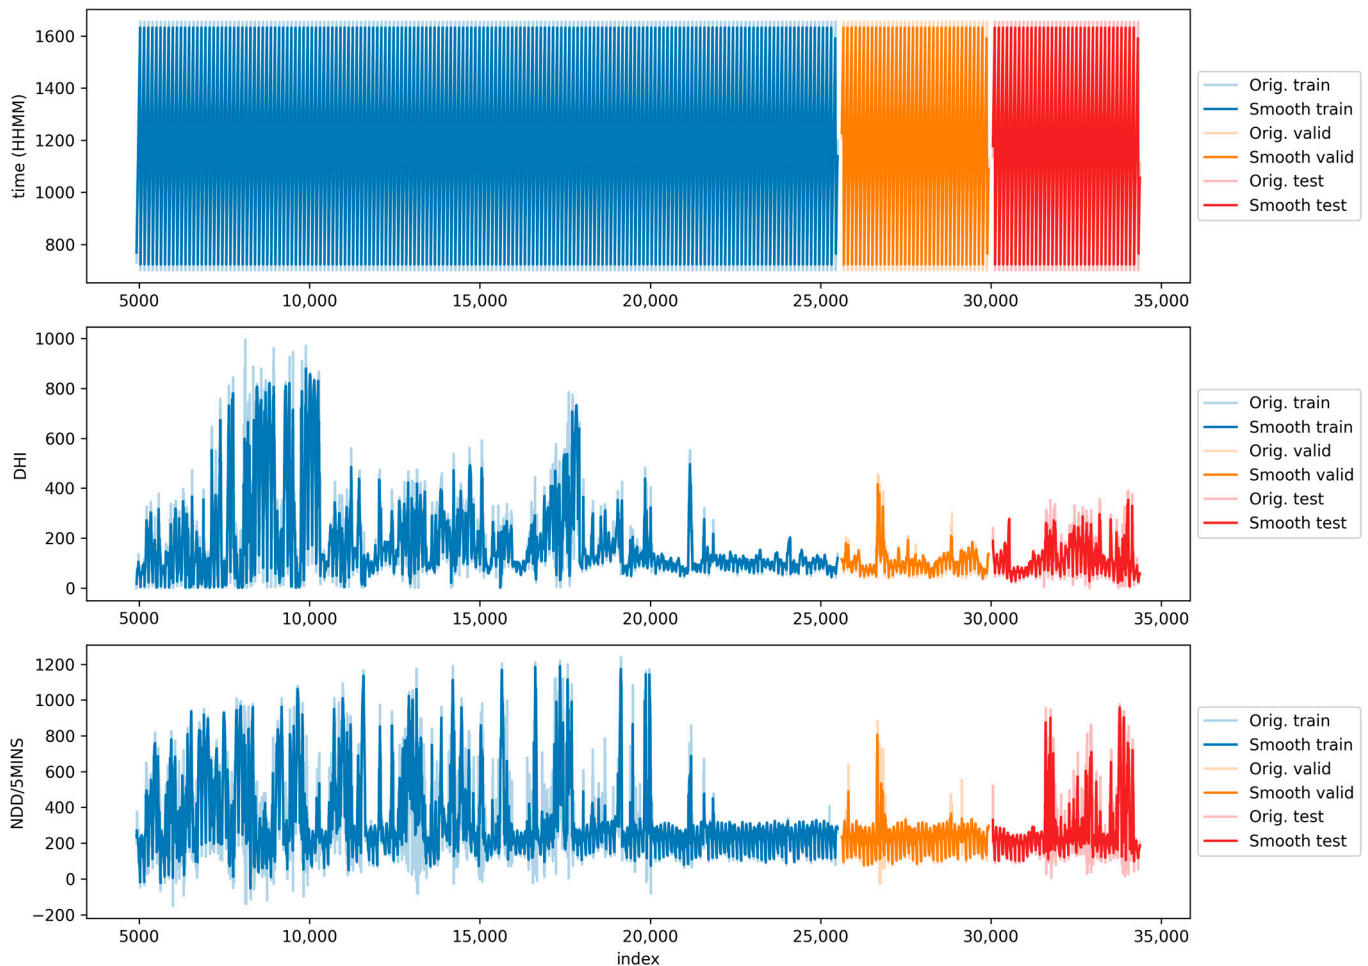 1600
1400
1200
1000
800
time (HHMM)
5000 10,000 15,000 20,000 25,000 30,000 35,000
Orig. train
Smooth train
Orig. valid
Smooth valid
Orig. test
Smooth test
1000
800
600
400
200
0
DHI
5000 10,000 15,000 20,000 25,000 30,000 35,000
Orig. train
Smooth train
Orig. valid
Smooth valid
Orig. test
Smooth test
1200
1000
800
600
400
200
0
−200
NDD/5MINS
5000 10,000 15,000 20,000 25,000 30,000 35,000
index
Orig. train
Smooth train
Orig. valid
Smooth valid
Orig. test
Smooth test